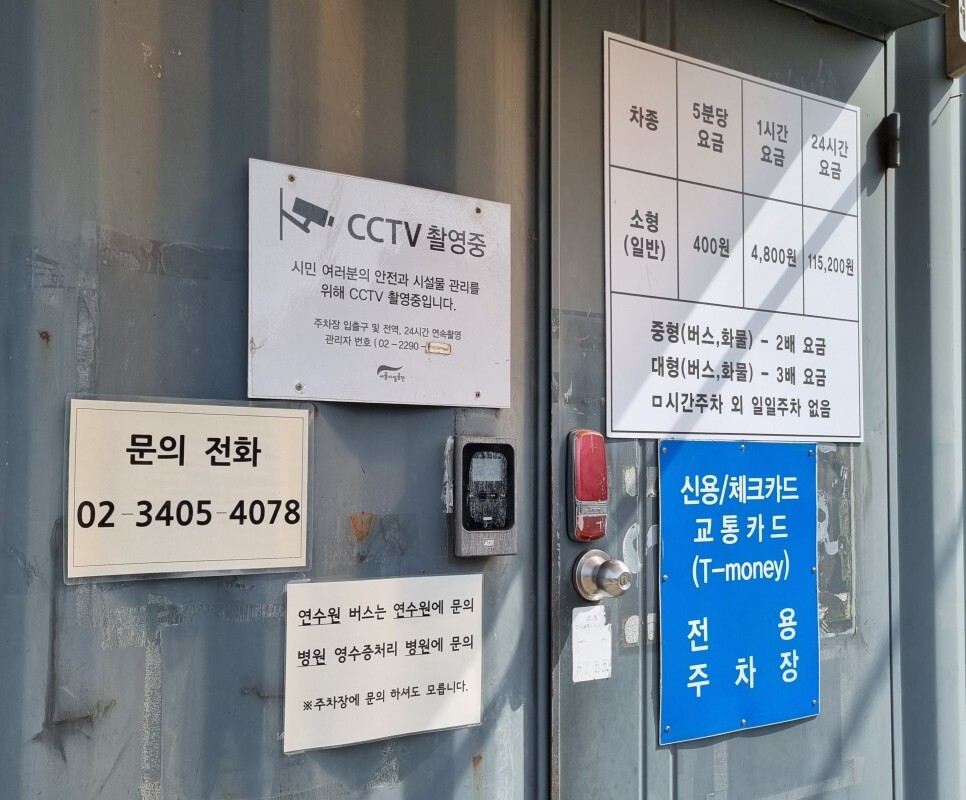 CCTV 촬영중
시민 여러분의 안전과 시설물 관리를
위해 CCTV 촬영중입니다.
주차장 입출구 및 전역, 24시간 연속촬영
관리자 번호 (02-2290-
서울시설공단
문의 전화
02-3405-4078
ADT
연수원 버스는 연수원에 문의
병원 영수증처리 병원에 문의
※주차장에 문의 하셔도 모릅니다.
차종 5분당 요금 1시간 요금 24시간 요금
소형 (일반) 400원 4,800원 115,200원
중형(버스,화물) - 2배 요금
대형(버스,화물) - 3배 요금
ㅁ시간주차 외 일일주차 없음
신용/체크카드
교통카드
(T-money)
전 용
주 차 장